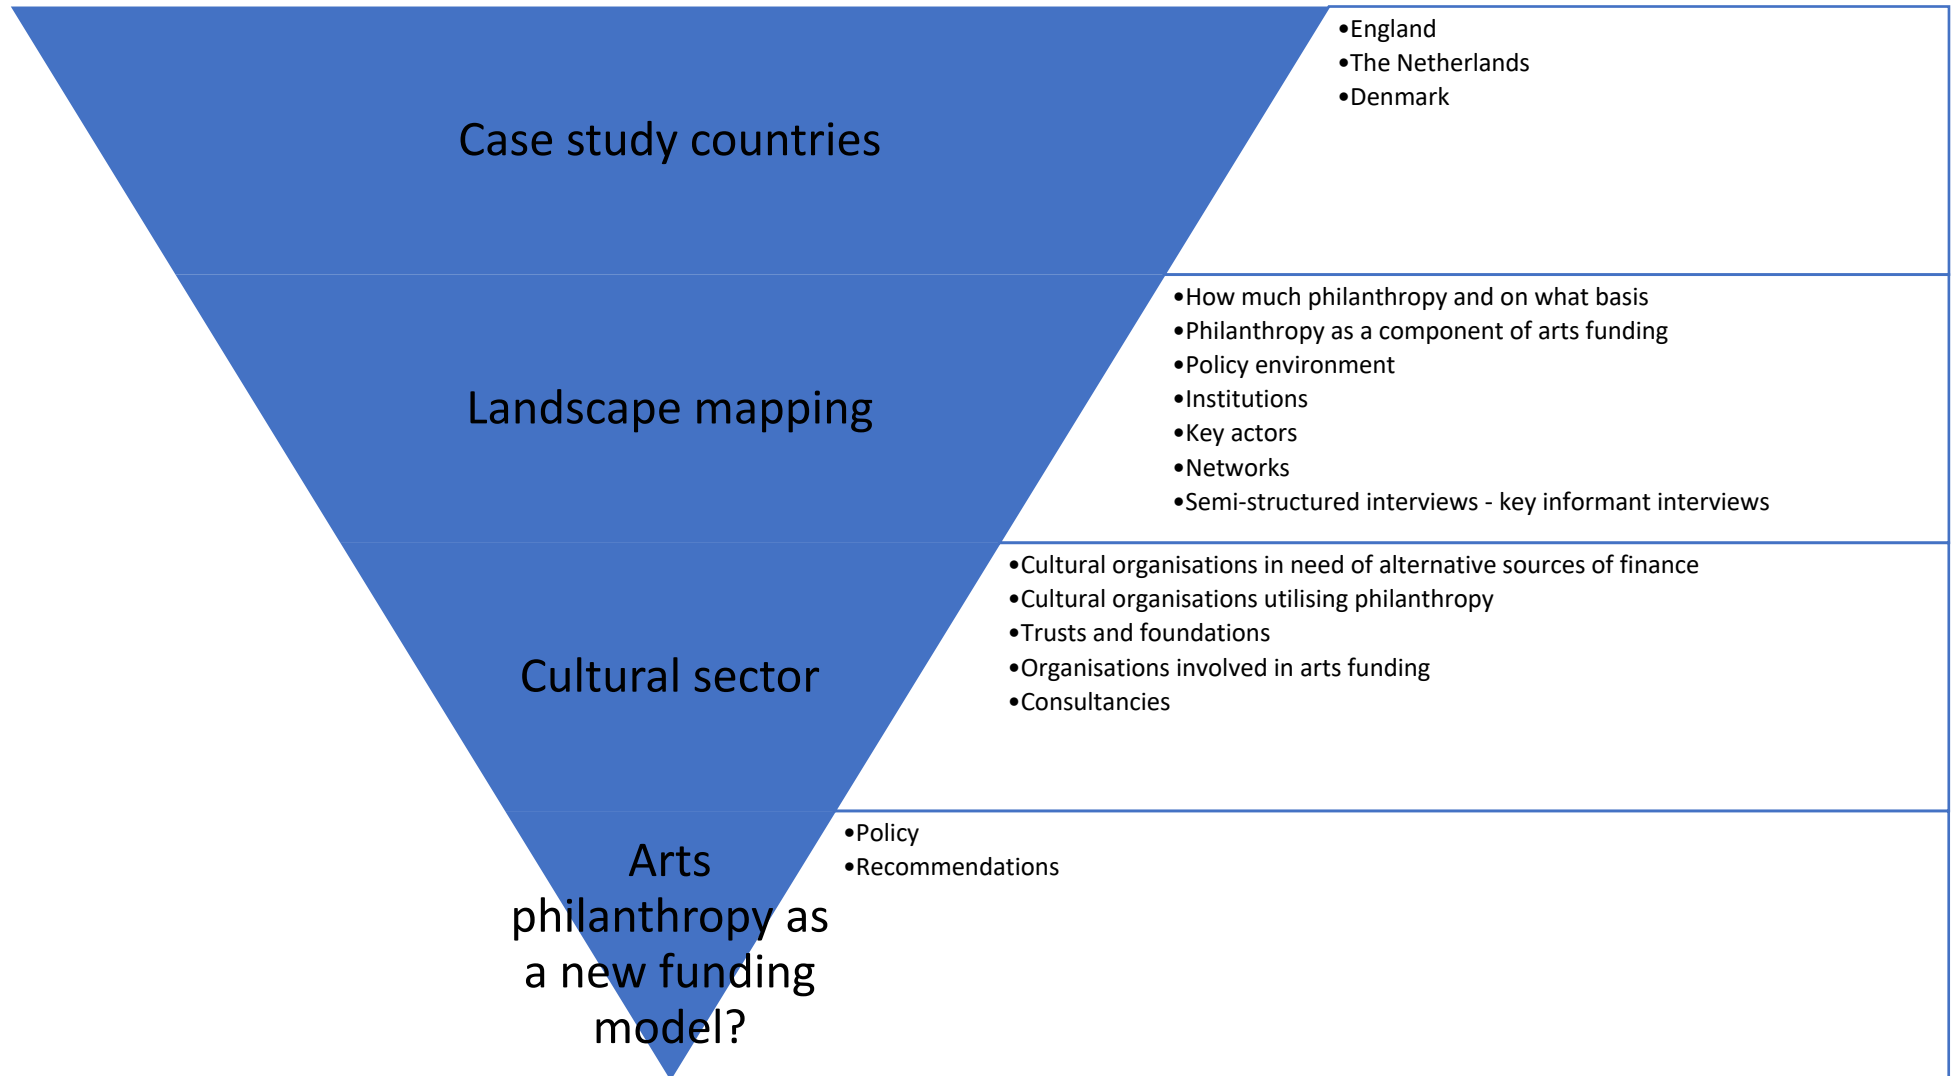 Case study countries
•England
•The Netherlands
•Denmark
Landscape mapping
•How much philanthropy and on what basis
•Philanthropy as a component of arts funding
•Policy environment
•Institutions
•Key actors
•Networks
•Semi-structured interviews - key informant interviews
Cultural sector
•Cultural organisations in need of alternative sources of finance
•Cultural organisations utilising philanthropy
•Trusts and foundations
•Organisations involved in arts funding
•Consultancies
Arts
philanthropy as
a new funding
model?
•Policy
•Recommendations